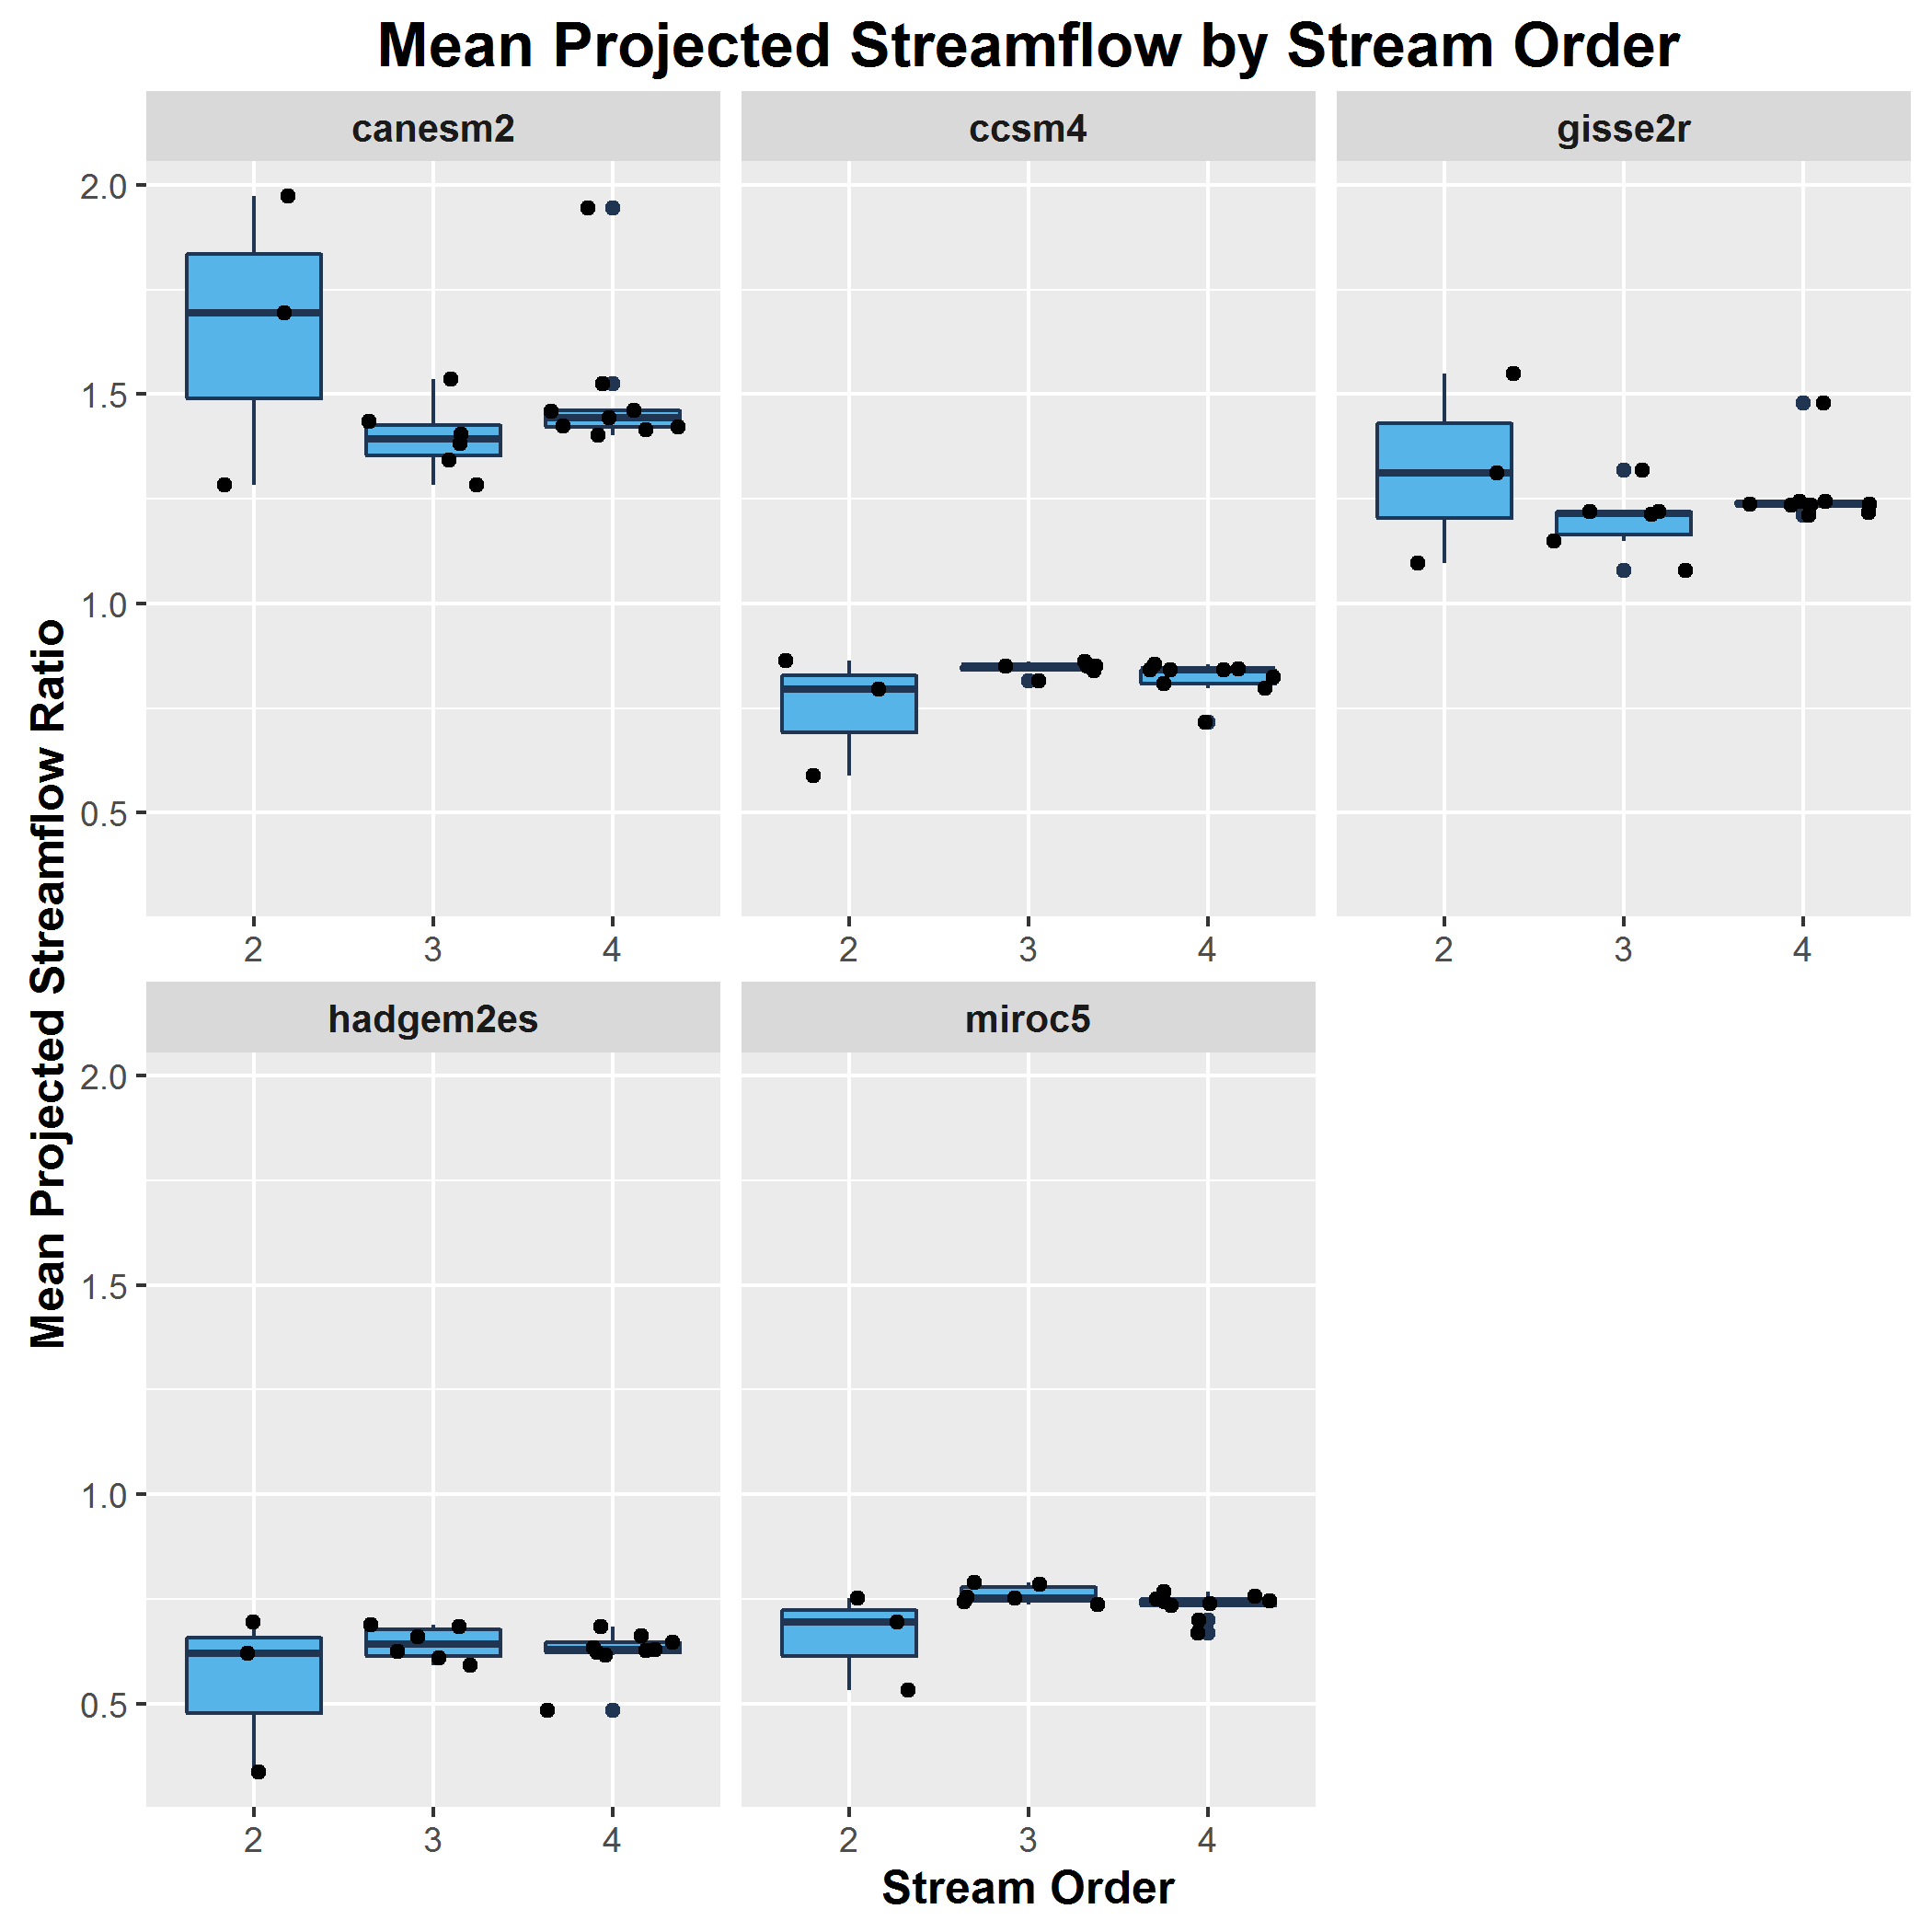 Mean Projected Streamflow by Stream Order
canesm2 ccsm4 gisse2r
2.0
1.5
1.0
0.5
2 3 4 2 3 4 2 3 4
Mean Projected Streamflow Ratio
hadgem2es miroc5
2.0
1.5
1.0
0.5
2 3 4 2 3 4
Stream Order